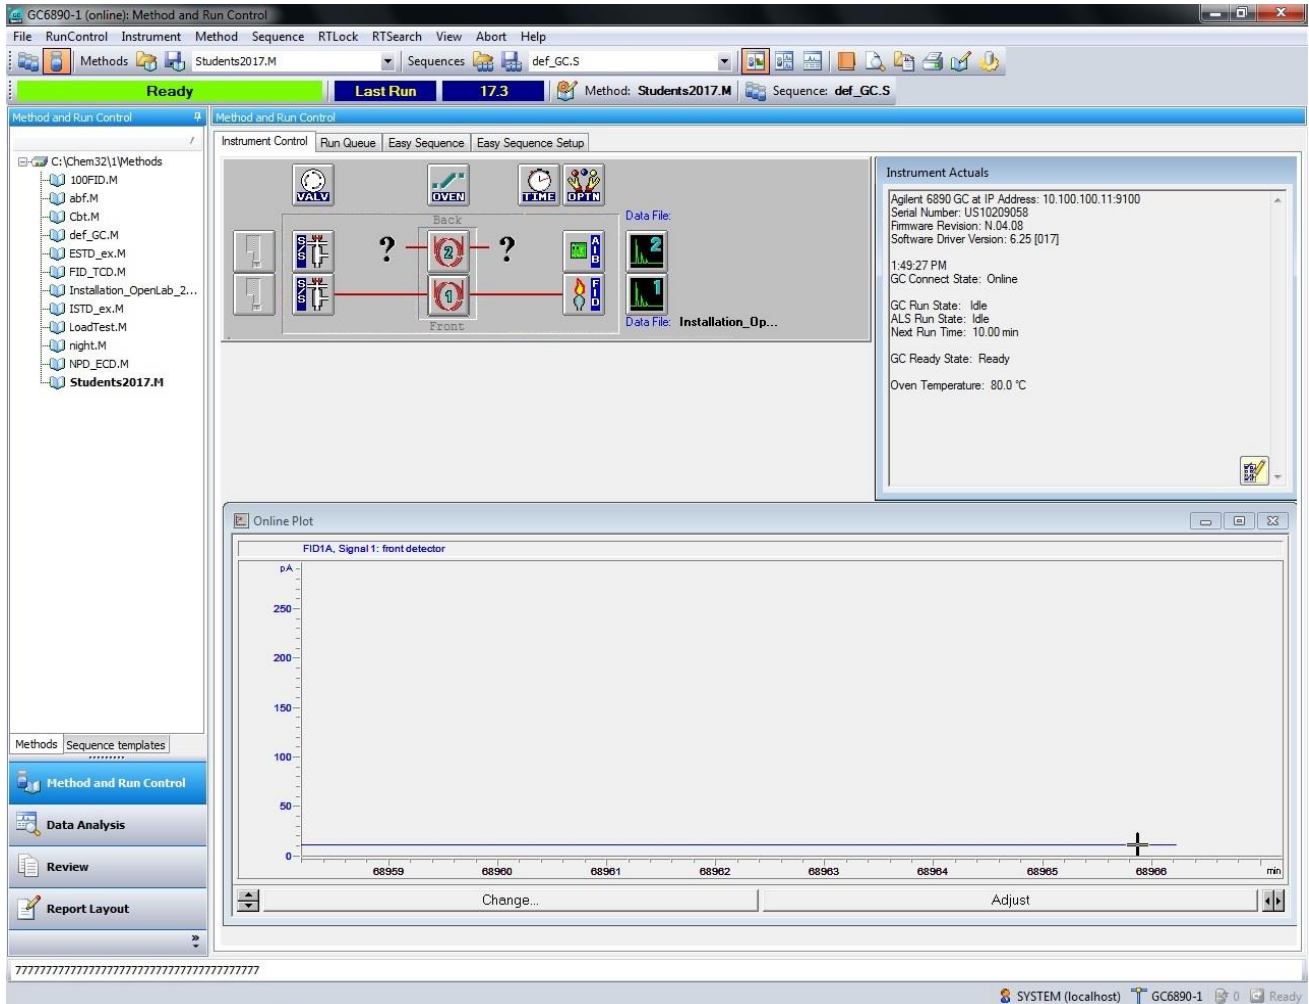 GC6890-1 (online): Method and Run Control
File RunControl Instrument Method Sequence RTLock RTSearch View Abort Help
Methods Students2017.M Sequences def_GC.S
Ready Last Run 17.3 Method: Students2017.M Sequence: def_GC.S
Method and Run Control
C:\Chem32\1\Methods
100FID.M
abf.M
Cbt.M
def_GC.M
ESTD_ex.M
FID_TCD.M
Installation_OpenLab_2...
ISTD_ex.M
LoadTest.M
night.M
NPD_ECD.M
Students2017.M
Methods Sequence templates
Method and Run Control
Data Analysis
Review
Report Layout
Method and Run Control
Instrument Control Run Queue Easy Sequence Easy Sequence Setup
VALV OVEN TIME OPTN
Back
Data File:
S/S ? 2 ? AIB 2
S/S 1 FID 1
Front
Data File: Installation_Op...
Instrument Actuals
Agilent 6890 GC at IP Address: 10.100.100.11:9100
Serial Number: US10209058
Firmware Revision: N.04.08
Software Driver Version: 6.25 [017]
1:49:27 PM
GC Connect State: Online
GC Run State: Idle
ALS Run State: Idle
Next Run Time: 10.00 min
GC Ready State: Ready
Oven Temperature: 80.0 °C
Online Plot
FID1A, Signal 1: front detector
pA
250
200
150
100
50
0
68959 68960 68961 68962 68963 68964 68965 68966 min
Change... Adjust
SYSTEM (localhost) GC6890-1 0 Ready